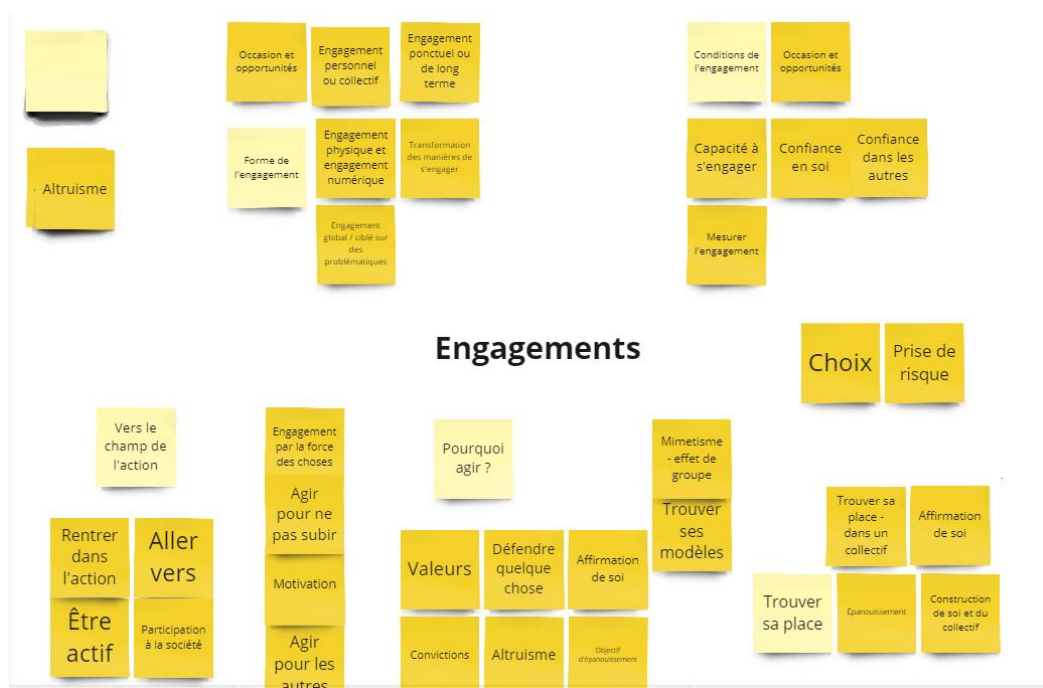 Altruisme
Occasion et
opportunités
Engagement
personnel
ou collectif
Engagement
ponctuel ou
de long
terme
Forme de
l'engagement
Engagement
physique et
engagement
numérique
Transformation
des manières de
s'engager
Engagement
global / ciblé sur
des
problématiques
Conditions de
l'engagement
Occasion et
opportunités
Capacité à
s'engager
Confiance
en soi
Confiance
dans les
autres
Mesurer
l'engagement
Engagements
Choix
Prise de
risque
Vers le
champ de
l'action
Rentrer
dans
l'action
Aller
vers
Être
actif
Participation
à la société
Engagement
par la force
des choses
Agir
pour ne
pas subir
Motivation
Agir
pour les
autres
Pourquoi
agir ?
Valeurs
Défendre
quelque
chose
Affirmation
de soi
Convictions
Altruisme
Objectif
d'épanouissement
Mimetisme
- effet de
groupe
Trouver
ses
modèles
Trouver sa
place -
dans un
collectif
Affirmation
de soi
Trouver
sa place
Epanouissement
Construction
de soi et du
collectif